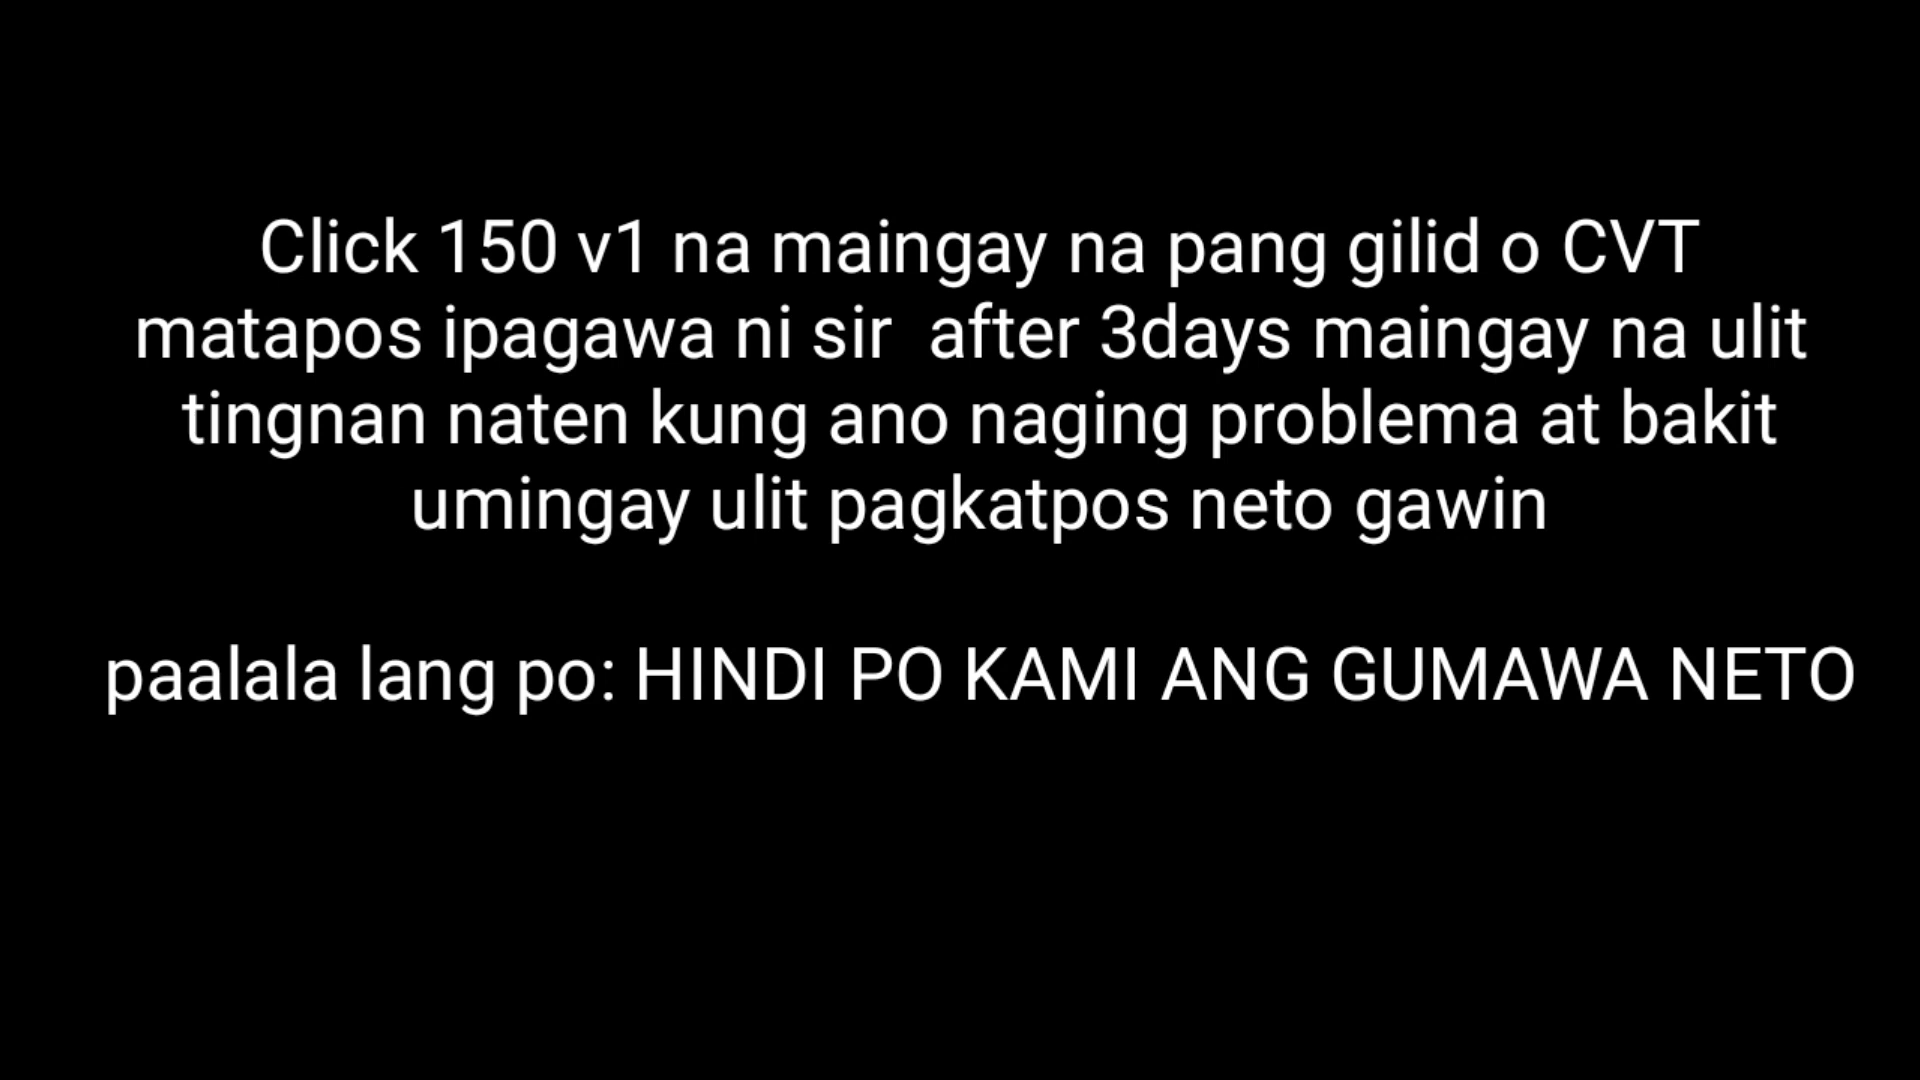 Click 150 v1 na maingay na pang gilid o CVT
matapos ipagawa ni sir  after 3days maingay na ulit
tingnan naten kung ano naging problema at bakit
umingay ulit pagkatpos neto gawin
paalala lang po: HINDI PO KAMI ANG GUMAWA NETO